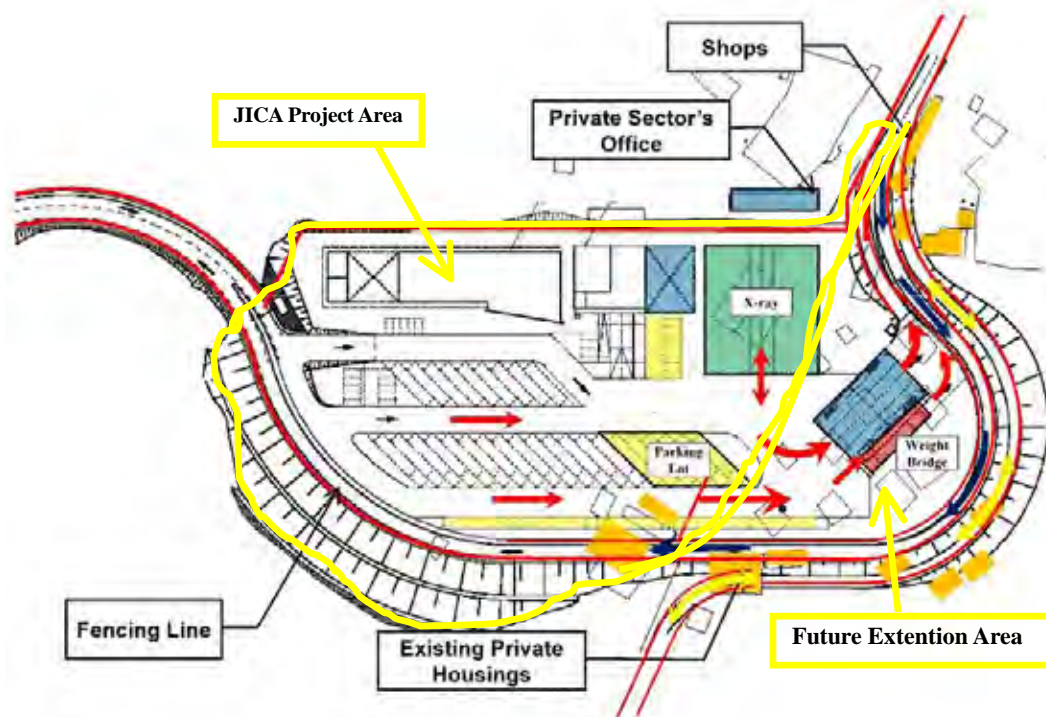 Shops
JICA Project Area
Private Sector's
Office
X-ray
Parking
Lot
Weight
Bridge
Fencing Line
Existing Private
Housings
Future Extention Area